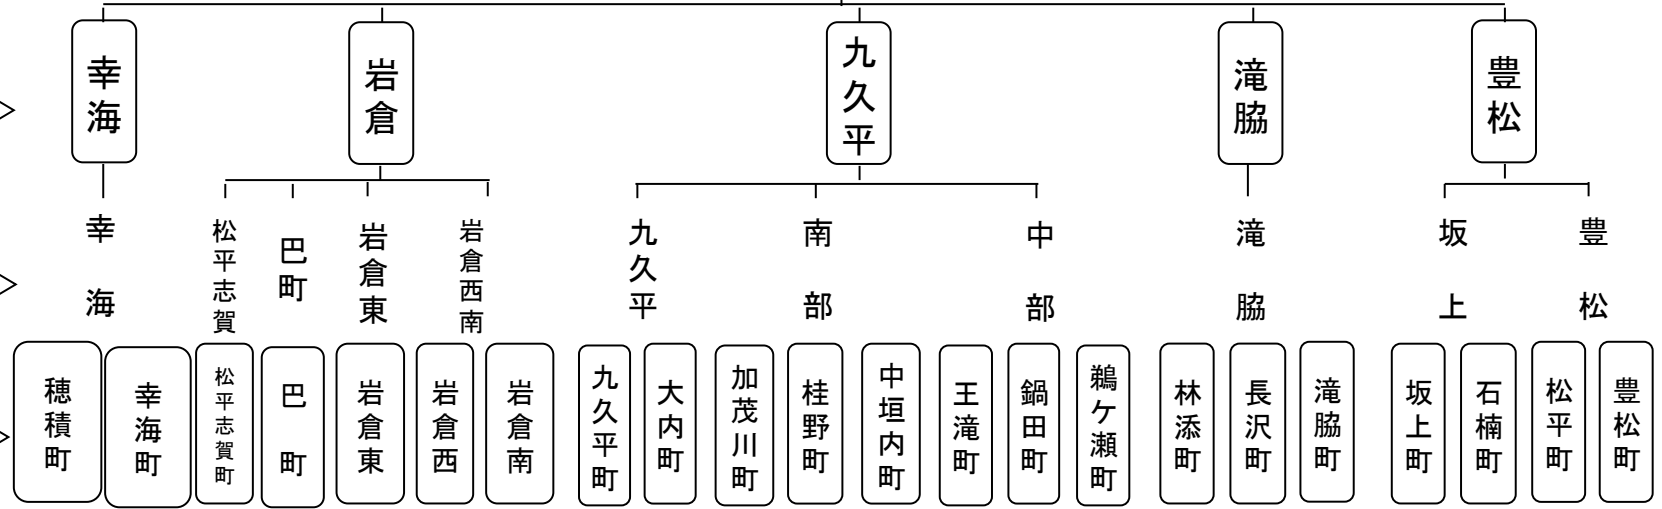 幸海
岩倉
九久平
滝脇
豊松
幸海
松平志賀
巴町
岩倉東
岩倉西南
九久平
南部
中部
滝脇
坂上
豊松
穂積町
幸海町
松平志賀町
巴町
岩倉東
岩倉西
岩倉南
九久平町
大内町
加茂川町
桂野町
中垣内町
王滝町
鍋田町
鵜ケ瀬町
林添町
長沢町
滝脇町
坂上町
石楠町
松平町
豊松町